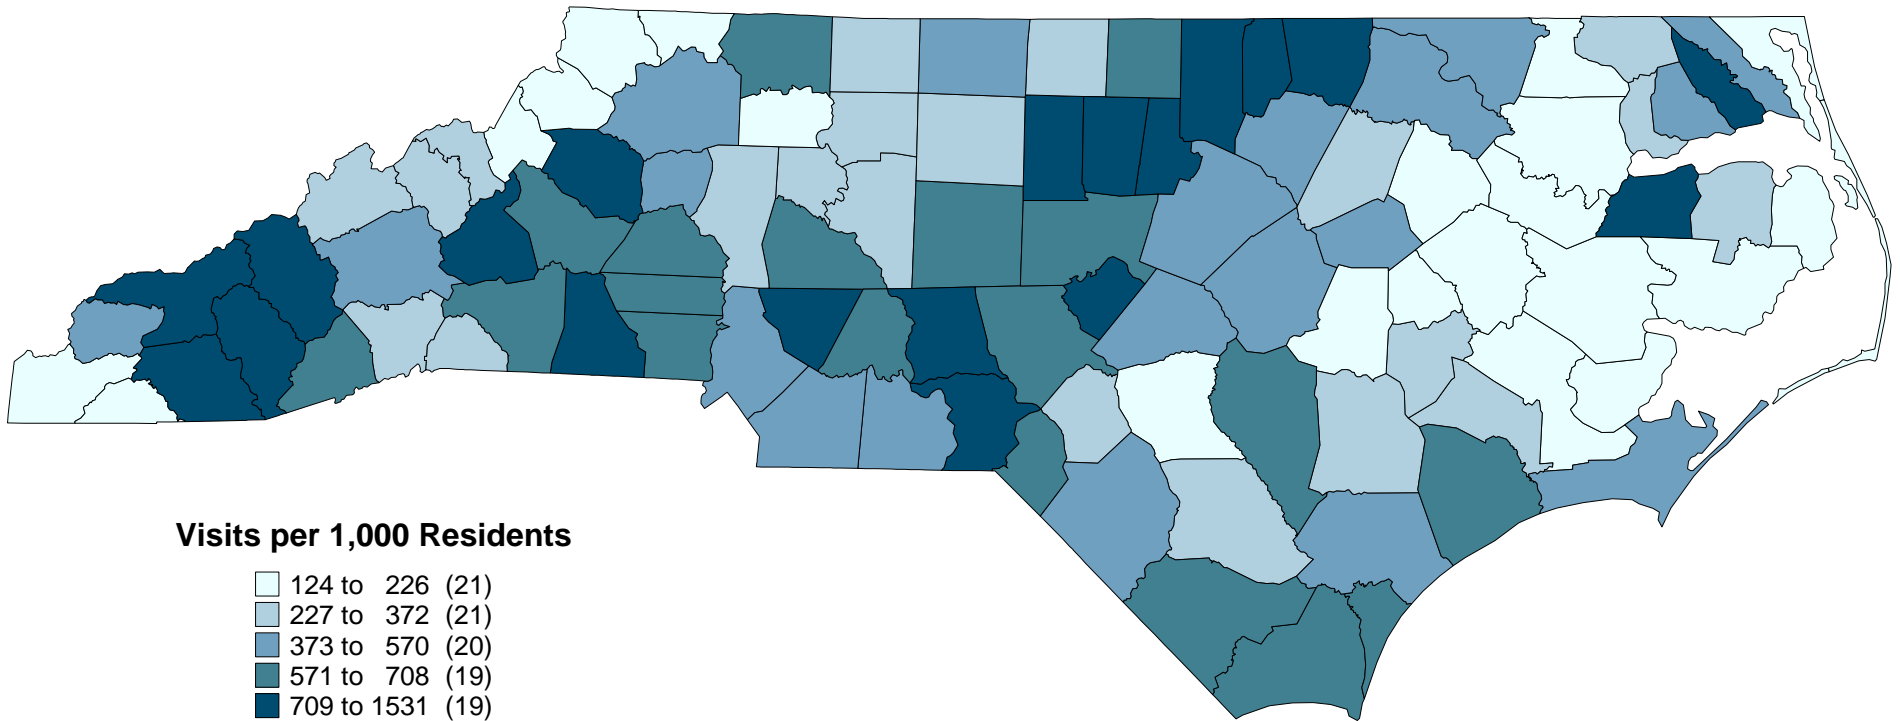 Visits per 1,000 Residents
124 to 226 (21)
227 to 372 (21)
373 to 570 (20)
571 to 708 (19)
709 to 1531 (19)